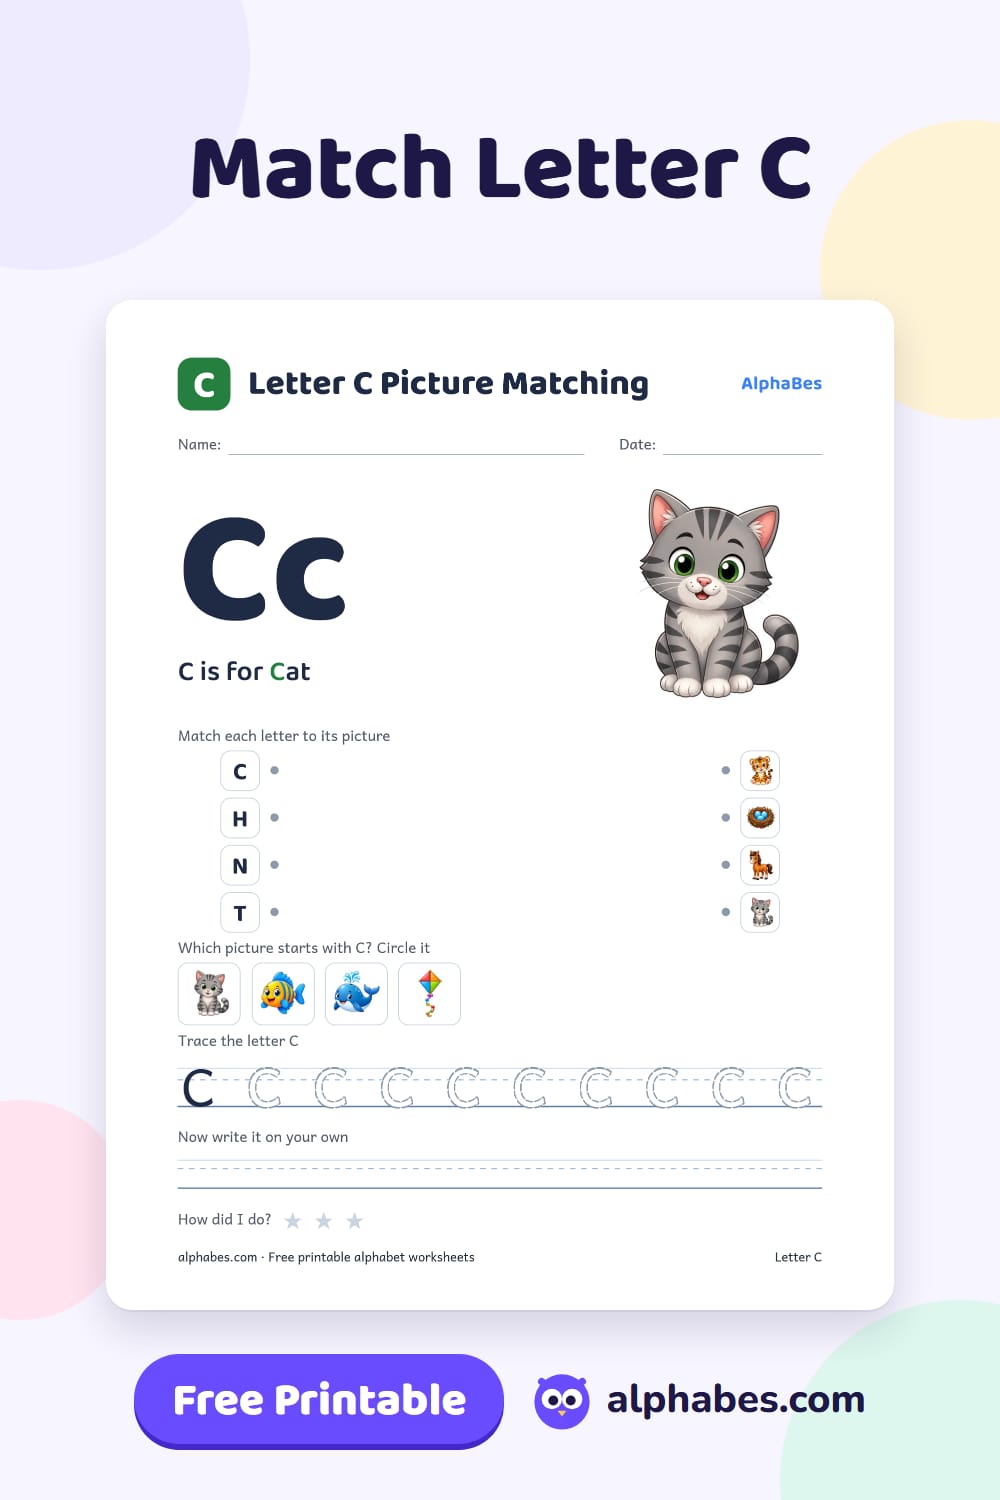 Match Letter C
C Letter C Picture Matching AlphaBes
Name: Date:
Cc
C is for Cat
Match each letter to its picture
C
H
N
T
Which picture starts with C? Circle it
Trace the letter C
C C C C C C C C C C
Now write it on your own
How did I do?
alphabes.com · Free printable alphabet worksheets Letter C
Free Printable alphabes.com